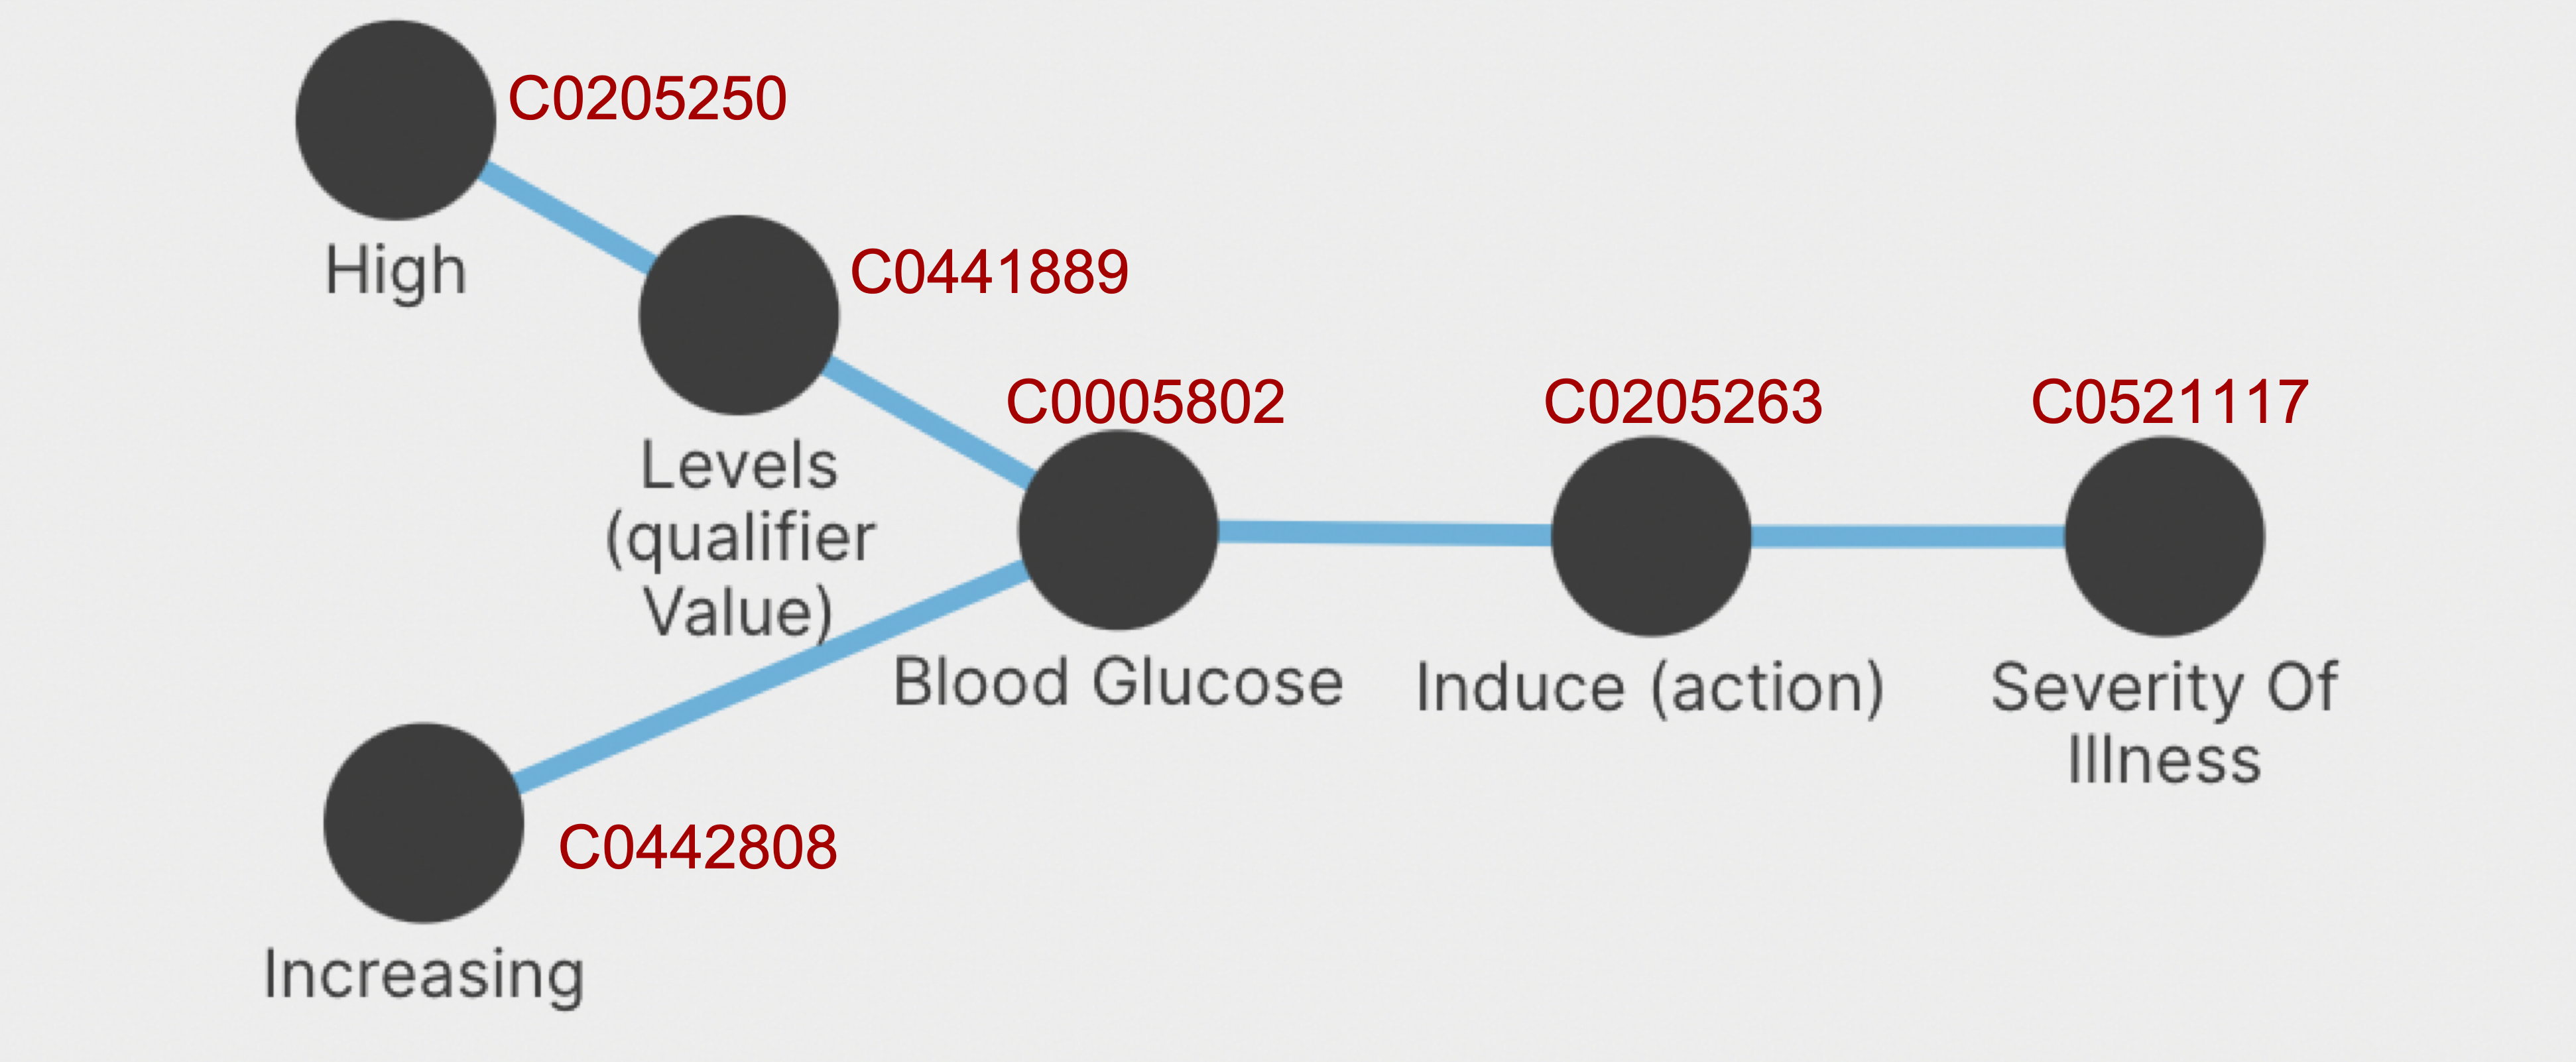 C0205250
High
C0441889
Levels
(qualifier
Value)
C0005802
Blood Glucose
C0205263
Induce (action)
C0521117
Severity Of
Illness
C0442808
Increasing